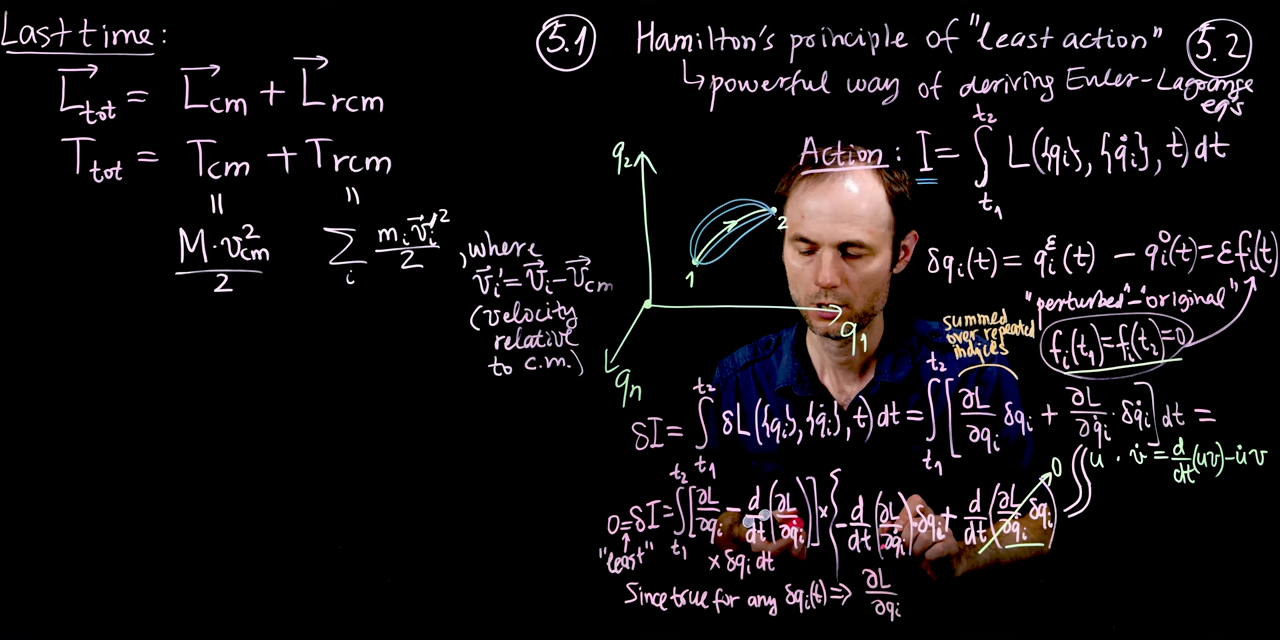 Last time:
L⃗tot = L⃗cm + L⃗rcm
Ttot = Tcm + Trcm
= =
M·v²cm/2
Σi mi v⃗i'²/2, where
v⃗i' = v⃗i − v⃗cm
(velocity
relative
to c.m.)
5.1
Hamilton's principle of "least action"
5.2
↳ powerful way of deriving Euler-Lagrange
eq's
Action: I = ∫t1t2 L({qi}, {q̇i}, t) dt
q2
q1
qn
1
2
δqi(t) = qiε(t) − qi0(t) = εfi(t)
"perturbed" - "original"
fi(t1) = fi(t2) = 0
summed
over repeated
indices
δI = ∫t1t2 δL({qi}, {q̇i}, t) dt = ∫t1t2 [∂L/∂qi δqi + ∂L/∂q̇i · δq̇i] dt =
u · v̇ = d/dt(uv) − u̇v
0 = δI = ∫t1t2 [∂L/∂qi − d/dt(∂L/∂q̇i)] ×
× δqi dt
{− d/dt(∂L/∂q̇i)·δqi + d/dt(∂L/∂q̇i δqi)
0
"least"
Since true for any δqi(t) ⇒ ∂L/∂qi